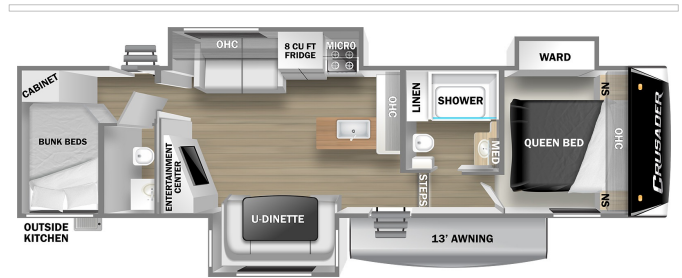 OHC
8 CU FT
FRIDGE
MICRO
WARD
CABINET
LINEN
SHOWER
OHC
NS
BUNK BEDS
ENTERTAINMENT
CENTER
MED
QUEEN BED
OHC
CRUSADER
STEPS
NS
U-DINETTE
OUTSIDE
KITCHEN
13' AWNING